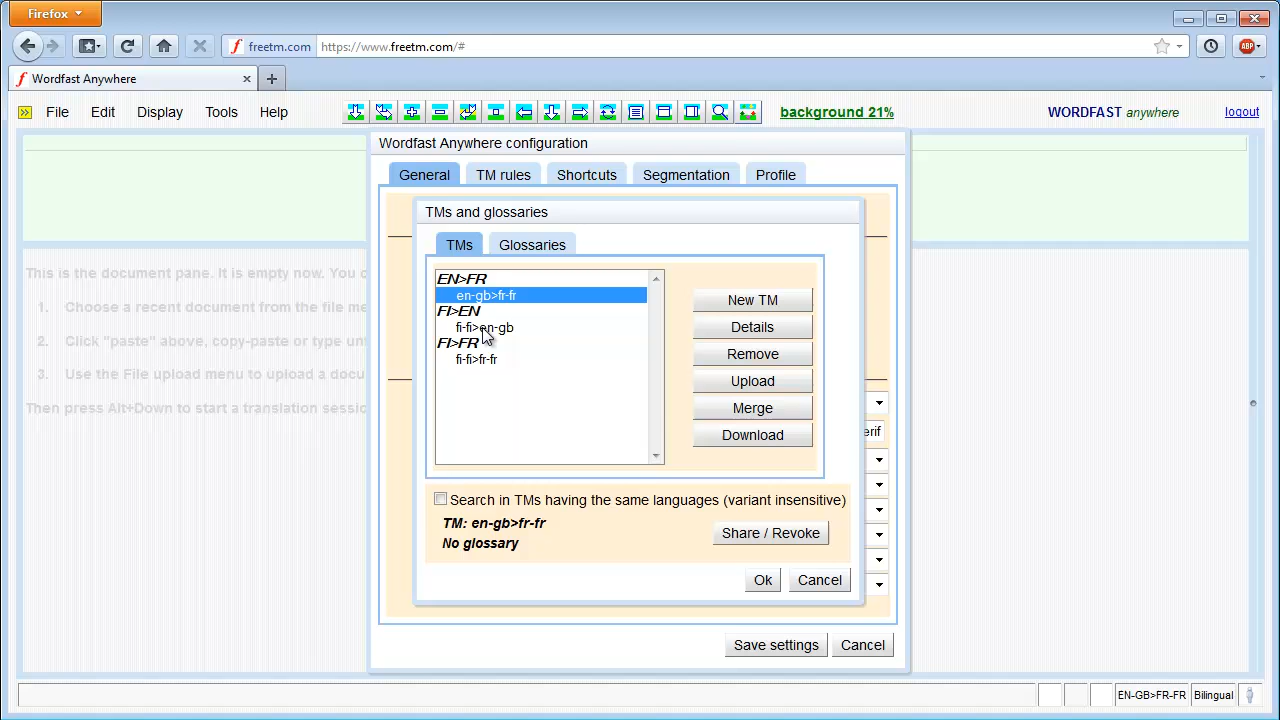 Firefox
freetm.com https://www.freetm.com/#
ABP
Wordfast Anywhere
File Edit Display Tools Help background 21% WORDFAST anywhere logout
Wordfast Anywhere configuration
General TM rules Shortcuts Segmentation Profile
TMs and glossaries
TMs Glossaries
EN>FR
en-gb>fr-fr
FI>EN
fi-fi>en-gb
FI>FR
fi-fi>fr-fr
New TM
Details
Remove
Upload
Merge
Download
This is the document pane. It is empty now. You c
1. Choose a recent document from the file me
2. Click "paste" above, copy-paste or type unt
3. Use the File upload menu to upload a docu
Then press Alt+Down to start a translation sessi
erif
Search in TMs having the same languages (variant insensitive)
TM: en-gb>fr-fr
No glossary
Share / Revoke
Ok Cancel
Save settings Cancel
EN-GB>FR-FR Bilingual